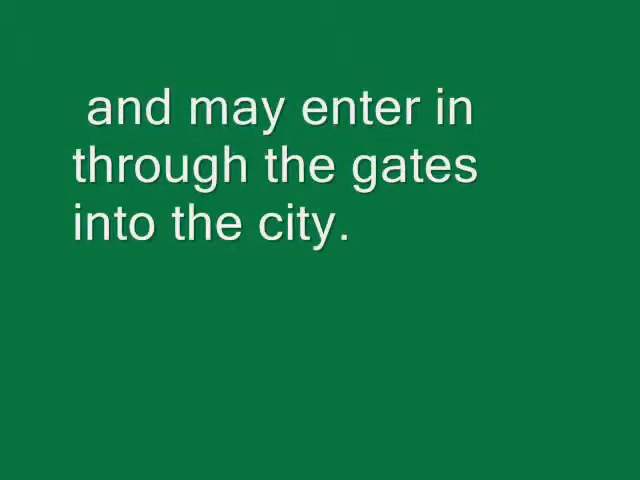 and may enter in
through the gates
into the city.